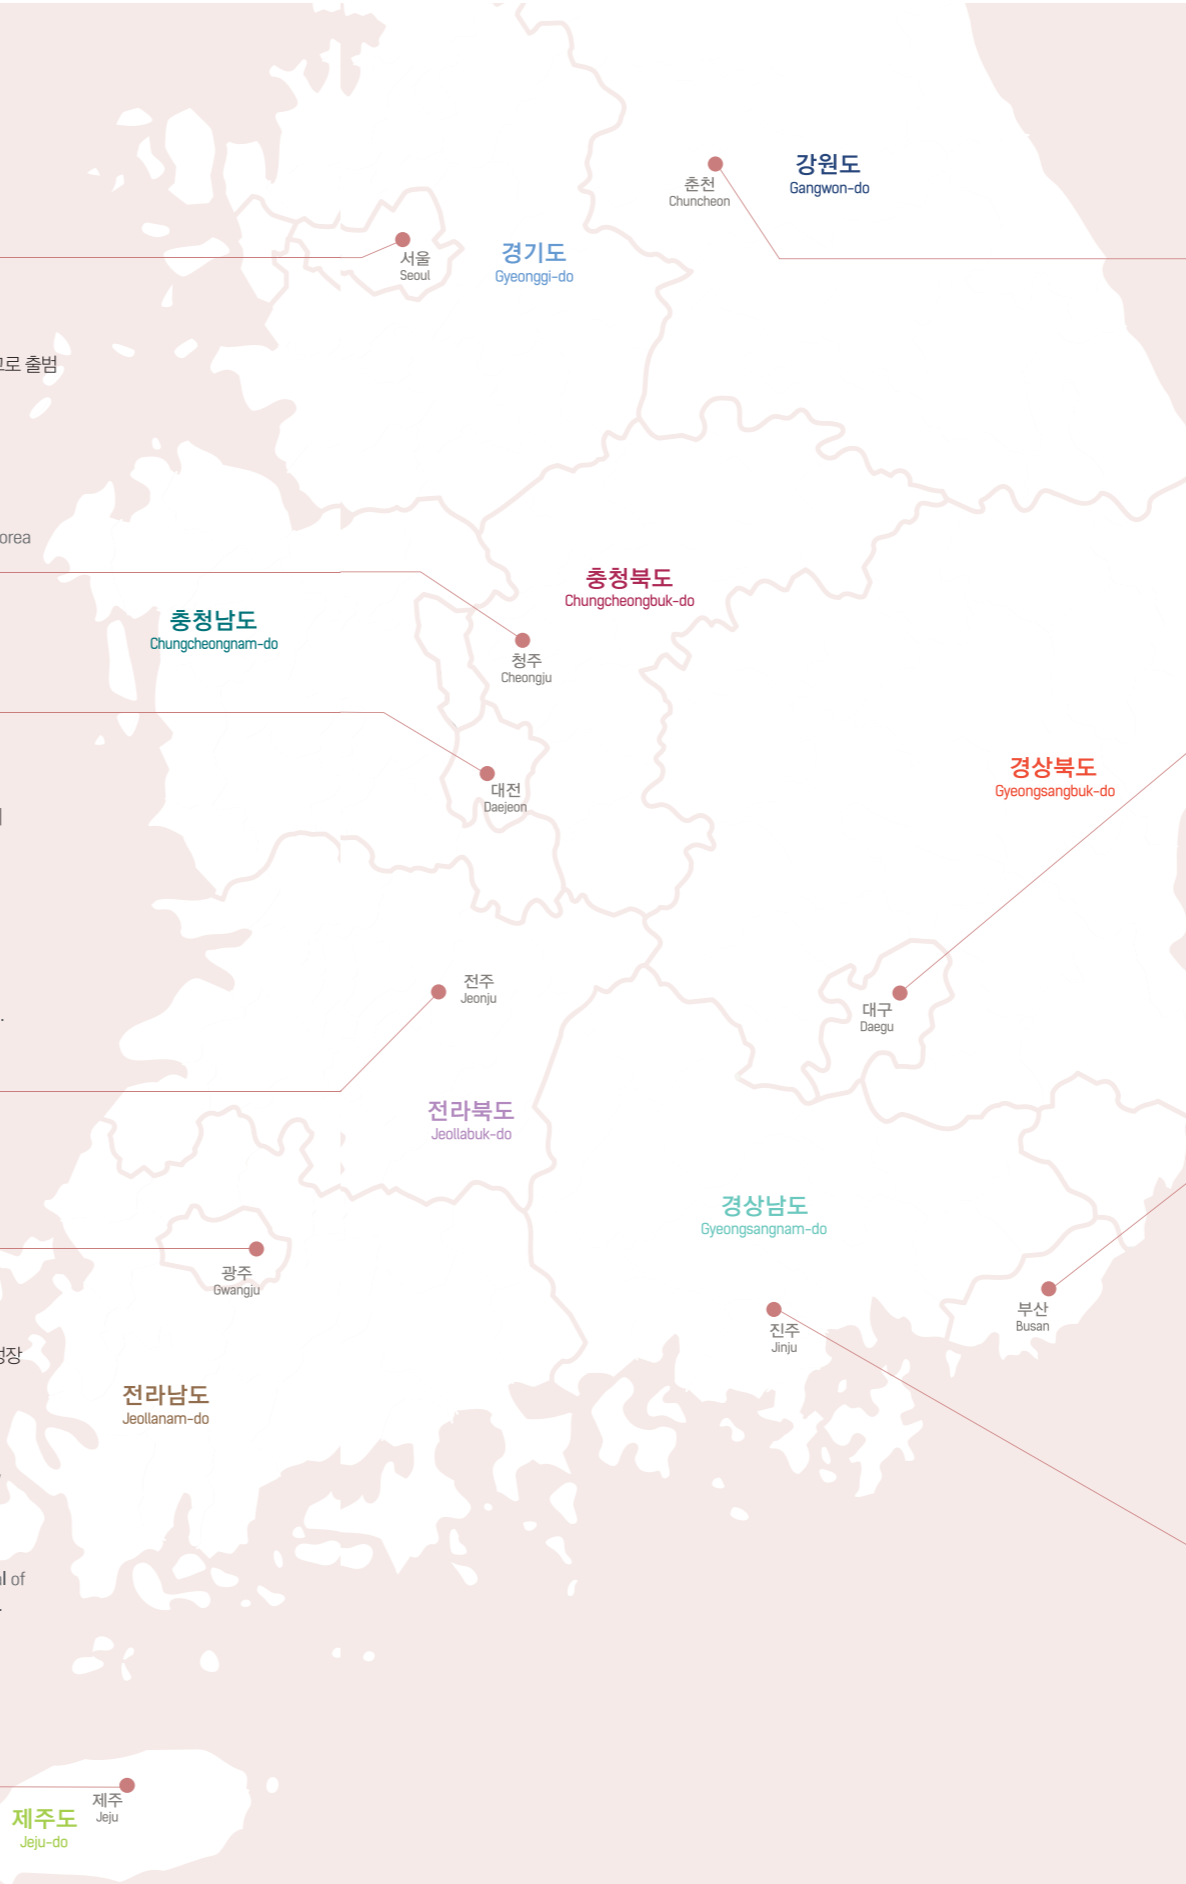 강원도
Gangwon-do
춘천
Chuncheon
경기도
Gyeonggi-do
서울
Seoul
로 출범
orea
충청북도
Chungcheongbuk-do
충청남도
Chungcheongnam-do
청주
Cheongju
경상북도
Gyeongsangbuk-do
대전
Daejeon
전주
Jeonju
대구
Daegu
.
전라북도
Jeollabuk-do
경상남도
Gyeongsangnam-do
광주
Gwangju
부산
Busan
진주
Jinju
장
전라남도
Jeollanam-do
l of
.
제주
Jeju
제주도
Jeju-do